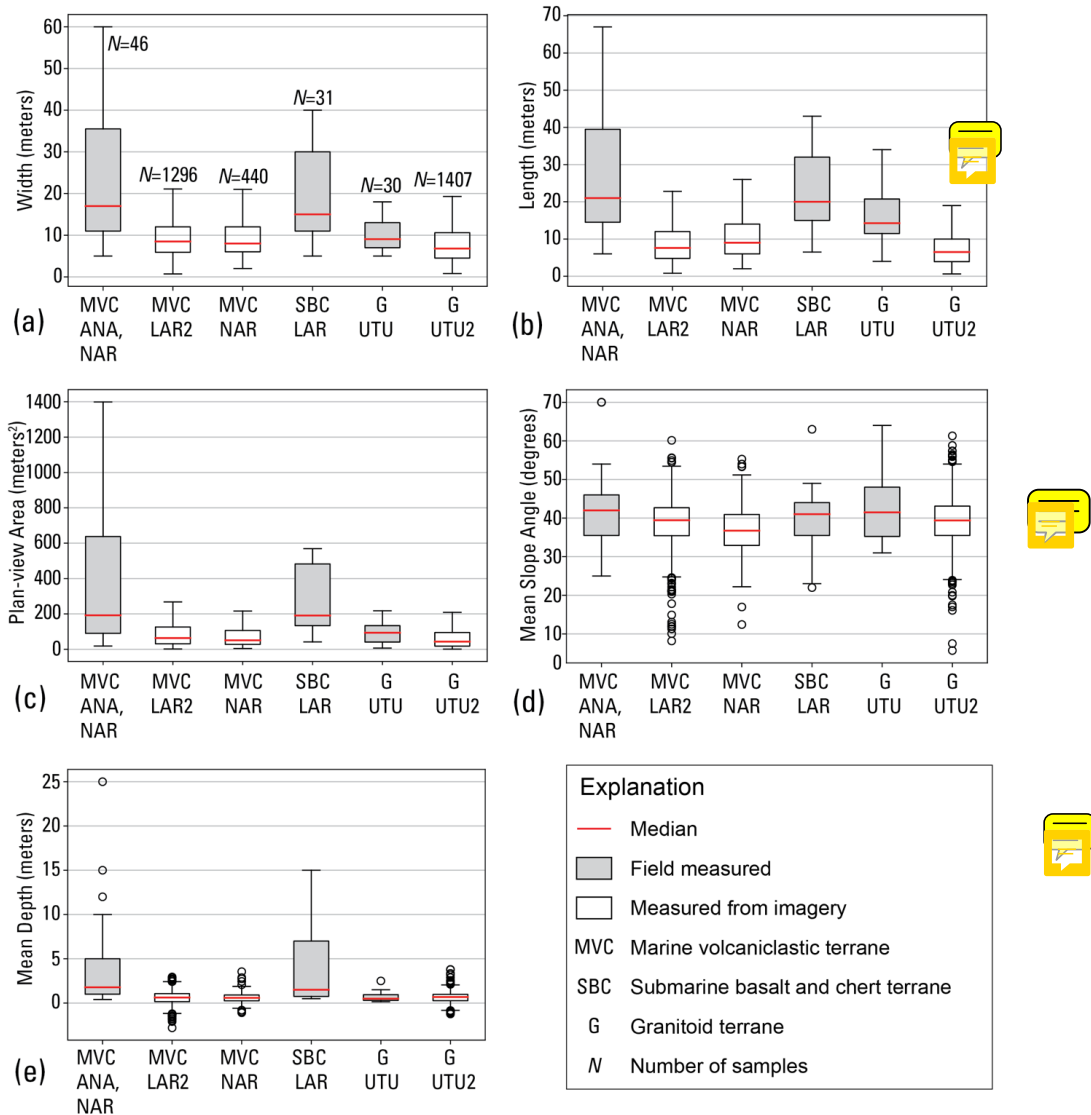 60
50
40
30
20
10
0
Width (meters)
N=46
N=1296
N=440
N=31
N=30
N=1407
MVC ANA, NAR
MVC LAR2
MVC NAR
SBC LAR
G UTU
G UTU2
(a)
70
60
50
40
30
20
10
0
Length (meters)
MVC ANA, NAR
MVC LAR2
MVC NAR
SBC LAR
G UTU
G UTU2
(b)
1400
1200
1000
800
600
400
200
0
Plan-view Area (meters²)
MVC ANA, NAR
MVC LAR2
MVC NAR
SBC LAR
G UTU
G UTU2
(c)
70
60
50
40
30
20
10
0
Mean Slope Angle (degrees)
MVC ANA, NAR
MVC LAR2
MVC NAR
SBC LAR
G UTU
G UTU2
(d)
25
20
15
10
5
0
Mean Depth (meters)
MVC ANA, NAR
MVC LAR2
MVC NAR
SBC LAR
G UTU
G UTU2
(e)
Explanation
Median
Field measured
Measured from imagery
MVC Marine volcaniclastic terrane
SBC Submarine basalt and chert terrane
G Granitoid terrane
N Number of samples